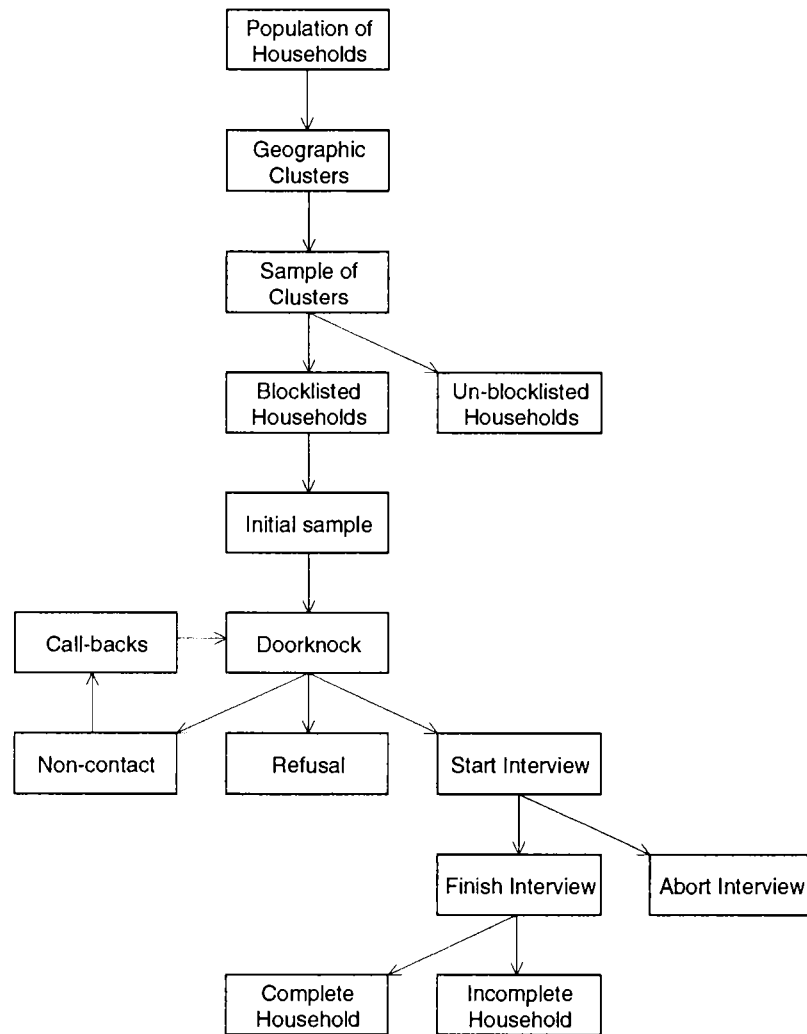 Population of
Households
Geographic
Clusters
Sample of
Clusters
Blocklisted
Households
Un-blocklisted
Households
Initial sample
Call-backs
Doorknock
Non-contact
Refusal
Start Interview
Finish Interview
Abort Interview
Complete
Household
Incomplete
Household